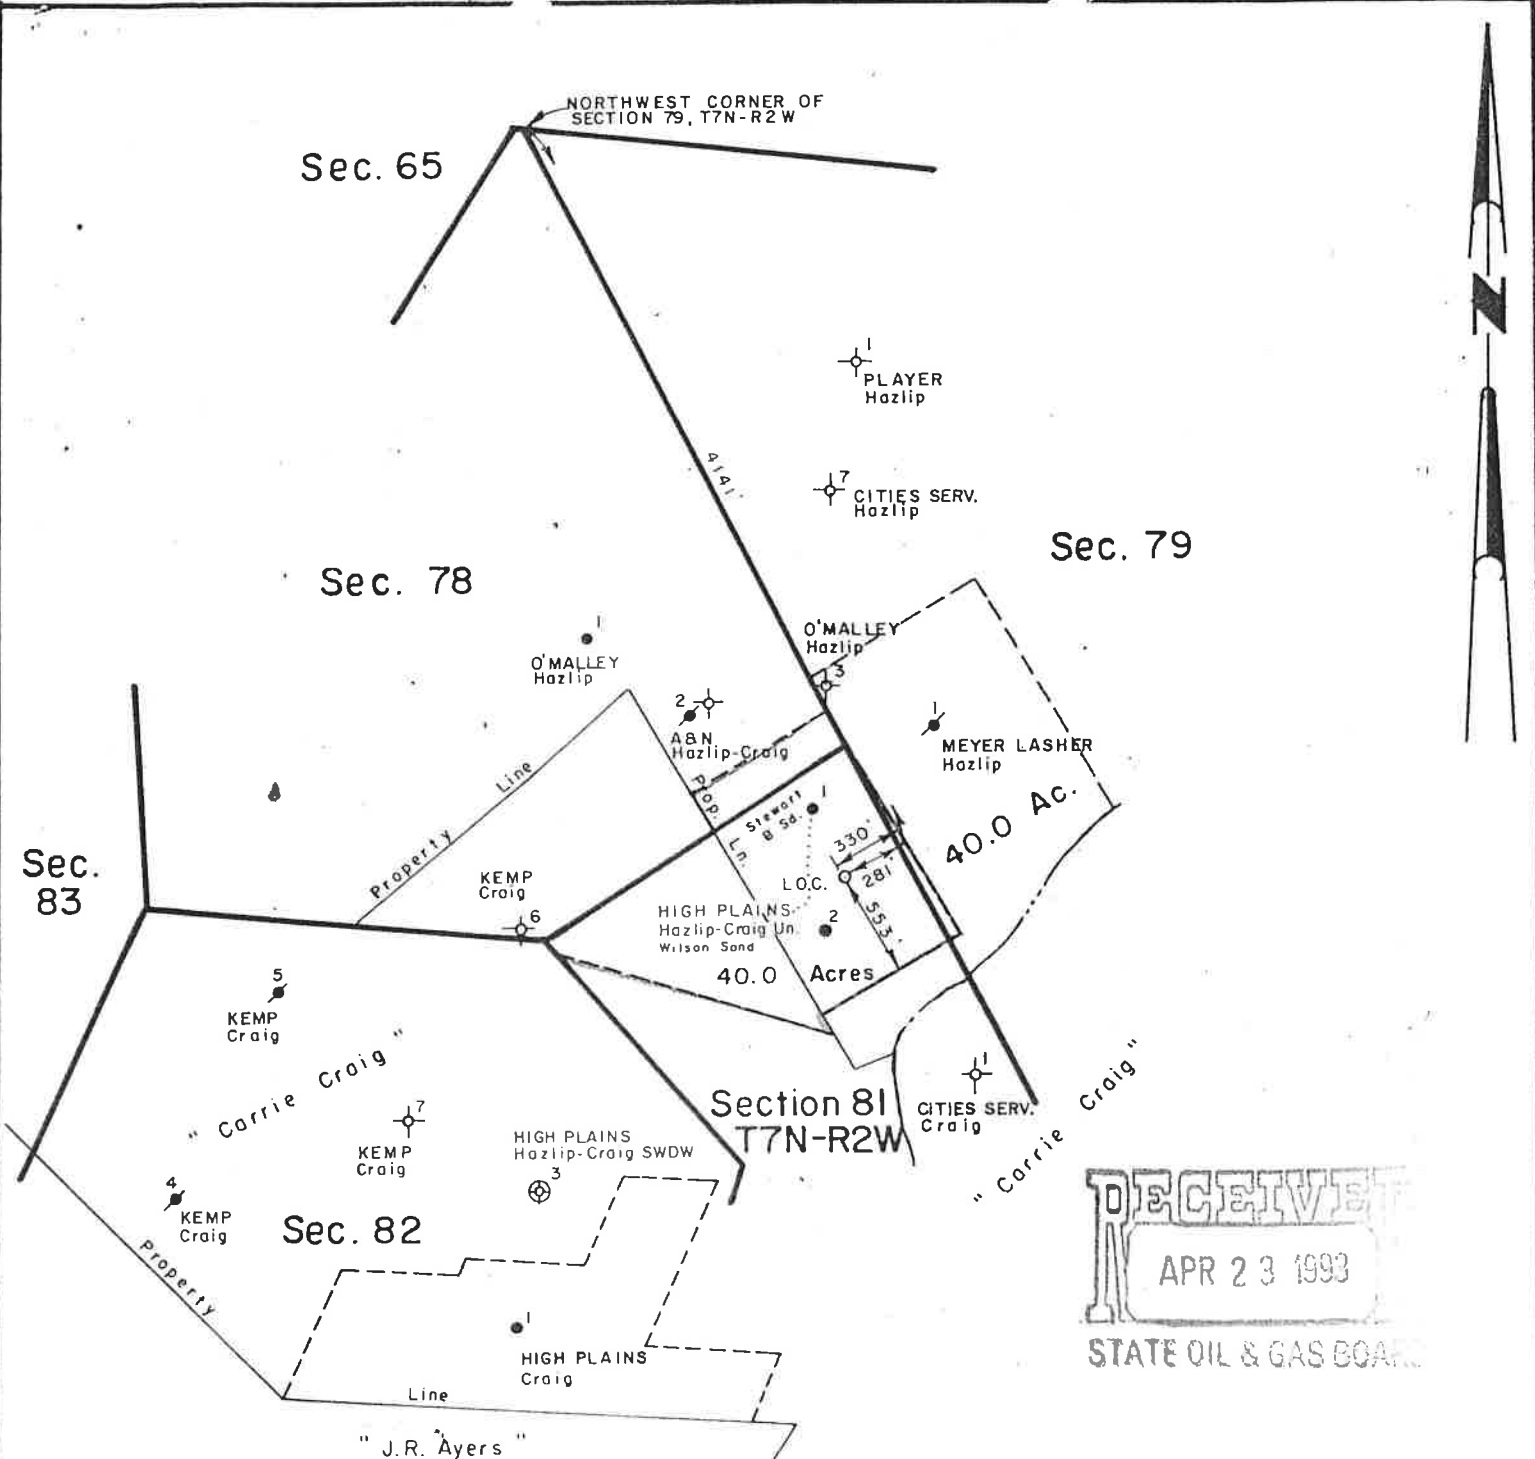 NORTHWEST CORNER OF
SECTION 79, T7N-R2W
Sec. 65
N
1
PLAYER
Hazlip
4141'
7
CITIES SERV.
Hazlip
Sec. 79
Sec. 78
1
O'MALLEY
Hazlip
O'MALLEY
Hazlip
3
2
A&N
Hazlip-Craig
1
MEYER LASHER
Hazlip
40.0 Ac.
Property Line
Prop. Ln.
Stewart
B Sd.
1
330'
281'
L.O.C.
553'
Sec.
83
KEMP
Craig
6
HIGH PLAINS
Hazlip-Craig Un.
Wilson Sand
2
40.0 Acres
5
KEMP
Craig
" Carrie Craig "
7
KEMP
Craig
4
KEMP
Craig
Sec. 82
HIGH PLAINS
Hazlip-Craig SWDW
3
Section 81
T7N-R2W
1
CITIES SERV.
Craig
" Carrie Craig "
Property Line
1
HIGH PLAINS
Craig
" J.R. Ayers "
RECEIVE
APR 23 1993
STATE OIL & GAS BOARD